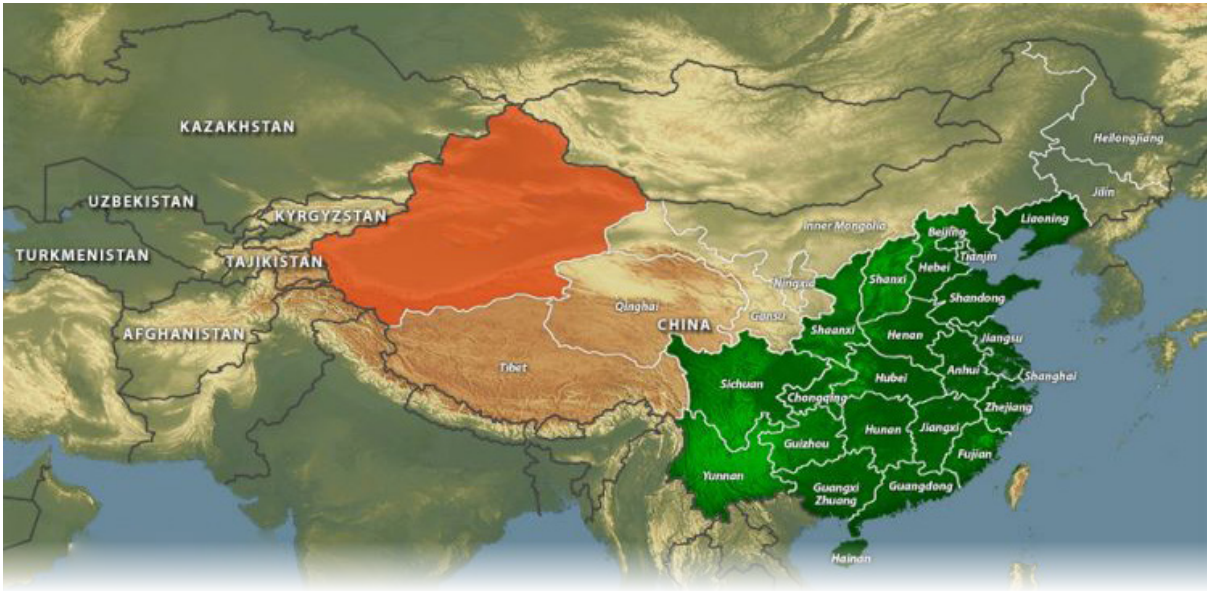 KAZAKHSTAN
Heilongjiang
Jilin
UZBEKISTAN
KYRGYZSTAN
Liaoning
Inner Mongolia
Beijing
TURKMENISTAN
TAJIKISTAN
Tianjin
Hebei
Shanxi
Ningxia
Shandong
Qinghai
Gansu
CHINA
AFGHANISTAN
Shaanxi
Henan
Jiangsu
Tibet
Anhui
Shanghai
Sichuan
Hubei
Chongqing
Zhejiang
Hunan
Jiangxi
Guizhou
Fujian
Yunnan
Guangxi
Zhuang
Guangdong
Hainan